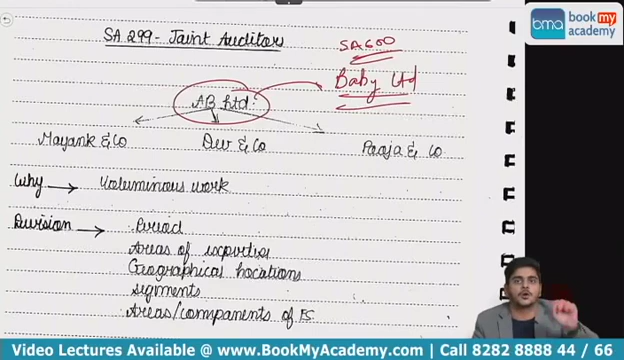 SA 299 - Joint Auditors
SA 600
Baby Ltd
AB Ltd.
Mayank & Co
Dev & Co
Pooja & Co
Why → Voluminous work
Division → Period
Areas of expertise
Geographical Locations
segments
Areas/components of FS
bma
book my academy
Video Lectures Available @ www.BookMyAcademy.com | Call 8282 8888 44 / 66